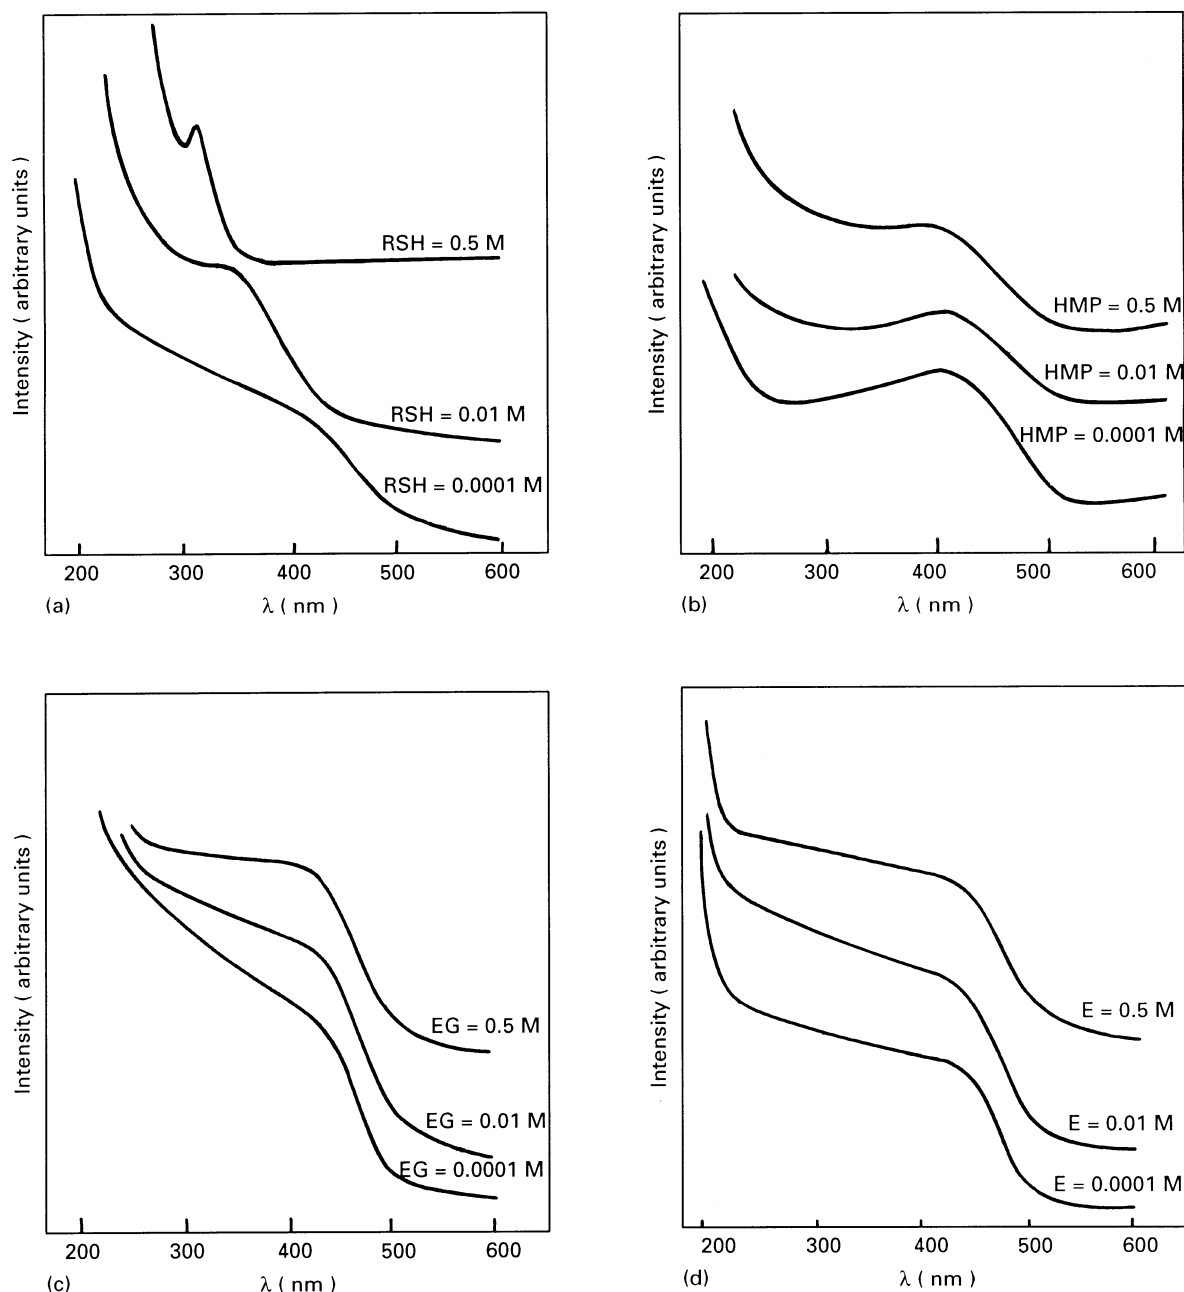 Intensity ( arbitrary units)
RSH = 0.5 M
RSH = 0.01 M
RSH = 0.0001 M
200 300 400 500 600
(a) λ ( nm )
Intensity ( arbitrary units)
HMP = 0.5 M
HMP = 0.01 M
HMP = 0.0001 M
200 300 400 500 600
(b) λ ( nm )
Intensity ( arbitrary units)
EG = 0.5 M
EG = 0.01 M
EG = 0.0001 M
200 300 400 500 600
(c) λ ( nm )
Intensity ( arbitrary units)
E = 0.5 M
E = 0.01 M
E = 0.0001 M
200 300 400 500 600
(d) λ ( nm )